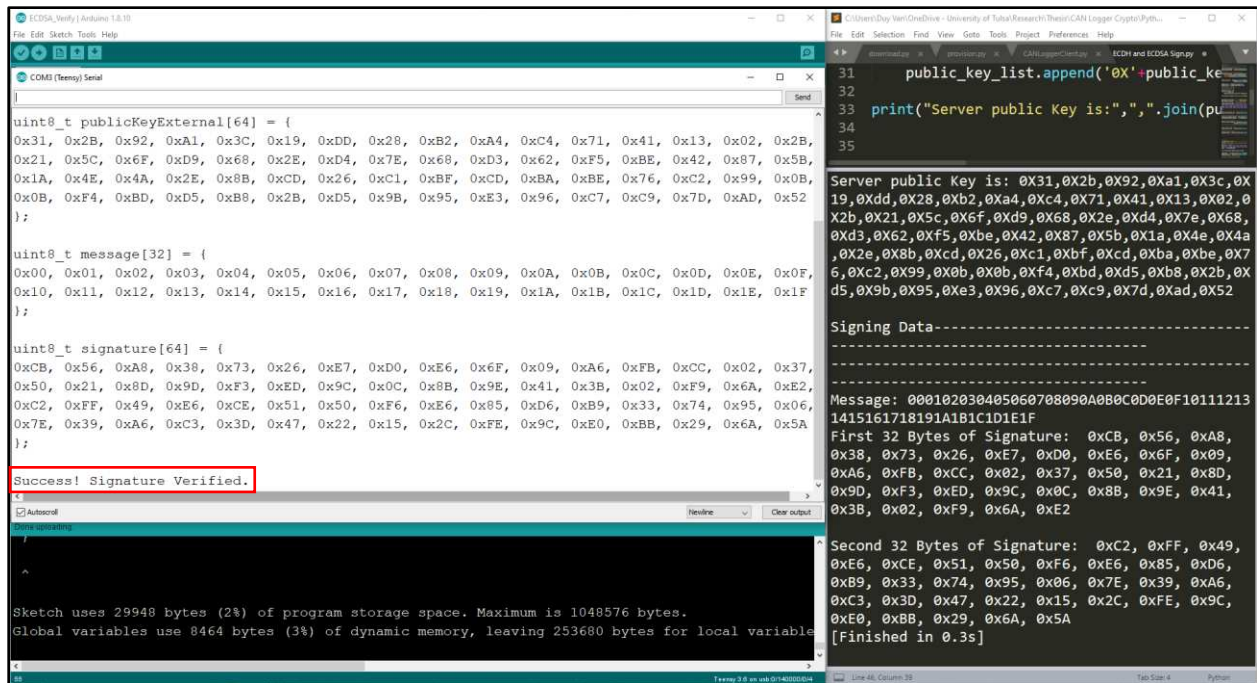 ECDSA_Verify | Arduino 1.8.10
File Edit Sketch Tools Help
COM3 (Teensy) Serial
Send
uint8_t publicKeyExternal[64] = {
0x31, 0x2B, 0x92, 0xA1, 0x3C, 0x19, 0xDD, 0x28, 0xB2, 0xA4, 0xC4, 0x71, 0x41, 0x13, 0x02, 0x2B,
0x21, 0x5C, 0x6F, 0xD9, 0x68, 0x2E, 0xD4, 0x7E, 0x68, 0xD3, 0x62, 0xF5, 0xBE, 0x42, 0x87, 0x5B,
0x1A, 0x4E, 0x4A, 0x2E, 0x8B, 0xCD, 0x26, 0xC1, 0xBF, 0xCD, 0xBA, 0xBE, 0x76, 0xC2, 0x99, 0x0B,
0x0B, 0xF4, 0xBD, 0xD5, 0xB8, 0x2B, 0xD5, 0x9B, 0x95, 0xE3, 0x96, 0xC7, 0xC9, 0x7D, 0xAD, 0x52
};
uint8_t message[32] = {
0x00, 0x01, 0x02, 0x03, 0x04, 0x05, 0x06, 0x07, 0x08, 0x09, 0x0A, 0x0B, 0x0C, 0x0D, 0x0E, 0x0F,
0x10, 0x11, 0x12, 0x13, 0x14, 0x15, 0x16, 0x17, 0x18, 0x19, 0x1A, 0x1B, 0x1C, 0x1D, 0x1E, 0x1F
};
uint8_t signature[64] = {
0xCB, 0x56, 0xA8, 0x38, 0x73, 0x26, 0xE7, 0xD0, 0xE6, 0x6F, 0x09, 0xA6, 0xFB, 0xCC, 0x02, 0x37,
0x50, 0x21, 0x8D, 0x9D, 0xF3, 0xED, 0x9C, 0x0C, 0x8B, 0x9E, 0x41, 0x3B, 0x02, 0xF9, 0x6A, 0xE2,
0xC2, 0xFF, 0x49, 0xE6, 0xCE, 0x51, 0x50, 0xF6, 0xE6, 0x85, 0xD6, 0xB9, 0x33, 0x74, 0x95, 0x06,
0x7E, 0x39, 0xA6, 0xC3, 0x3D, 0x47, 0x22, 0x15, 0x2C, 0xFE, 0x9C, 0xE0, 0xBB, 0x29, 0x6A, 0x5A
};
Success! Signature Verified.
Autoscroll
Newline
Clear output
Done uploading
^
Sketch uses 29948 bytes (2%) of program storage space. Maximum is 1048576 bytes.
Global variables use 8464 bytes (3%) of dynamic memory, leaving 253680 bytes for local variable
C:\Users\Duy Van\OneDrive - University of Tulsa\Research\Thesis\CAN Logger Crypto\Pyth...
File Edit Selection Find View Goto Tools Project Preferences Help
download.py provision.py CANLoggerClient.py ECDH and ECDSA Sign.py
31 public_key_list.append('0X'+public_ke
32
33 print("Server public Key is:",",".join(pu
34
35
Server public Key is: 0X31,0X2b,0X92,0Xa1,0X3c,0X
19,0Xdd,0X28,0Xb2,0Xa4,0Xc4,0X71,0X41,0X13,0X02,0
X2b,0X21,0X5c,0X6f,0Xd9,0X68,0X2e,0Xd4,0X7e,0X68,
0Xd3,0X62,0Xf5,0Xbe,0X42,0X87,0X5b,0X1a,0X4e,0X4a
,0X2e,0X8b,0Xcd,0X26,0Xc1,0Xbf,0Xcd,0Xba,0Xbe,0X7
6,0Xc2,0X99,0X0b,0X0b,0Xf4,0Xbd,0Xd5,0Xb8,0X2b,0X
d5,0X9b,0X95,0Xe3,0X96,0Xc7,0Xc9,0X7d,0Xad,0X52
Signing Data-------------------------------------
-------------------------------------
-------------------------------------------------
-------------------------------------
Message: 000102030405060708090A0B0C0D0E0F10111213
1415161718191A1B1C1D1E1F
First 32 Bytes of Signature: 0xCB, 0x56, 0xA8,
0x38, 0x73, 0x26, 0xE7, 0xD0, 0xE6, 0x6F, 0x09,
0xA6, 0xFB, 0xCC, 0x02, 0x37, 0x50, 0x21, 0x8D,
0x9D, 0xF3, 0xED, 0x9C, 0x0C, 0x8B, 0x9E, 0x41,
0x3B, 0x02, 0xF9, 0x6A, 0xE2
Second 32 Bytes of Signature: 0xC2, 0xFF, 0x49,
0xE6, 0xCE, 0x51, 0x50, 0xF6, 0xE6, 0x85, 0xD6,
0xB9, 0x33, 0x74, 0x95, 0x06, 0x7E, 0x39, 0xA6,
0xC3, 0x3D, 0x47, 0x22, 0x15, 0x2C, 0xFE, 0x9C,
0xE0, 0xBB, 0x29, 0x6A, 0x5A
[Finished in 0.3s]
Line 46, Column 39
Tab Size: 4
Python